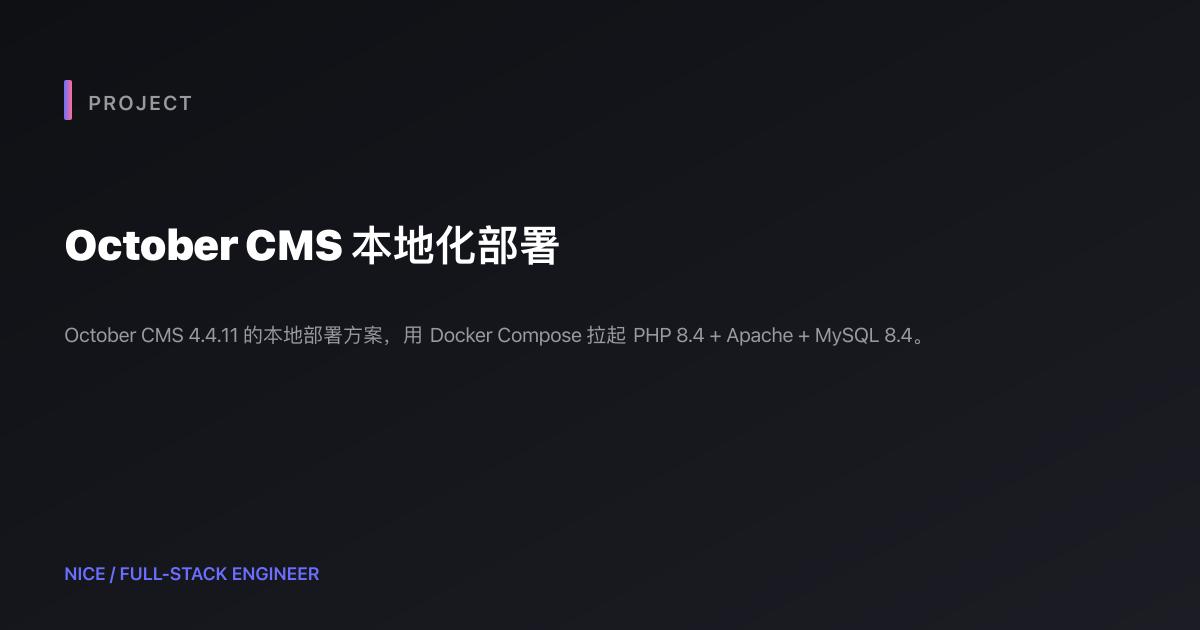 PROJECT
October CMS 本地化部署
October CMS 4.4.11 的本地部署方案，用 Docker Compose 拉起 PHP 8.4 + Apache + MySQL 8.4。
NICE / FULL-STACK ENGINEER